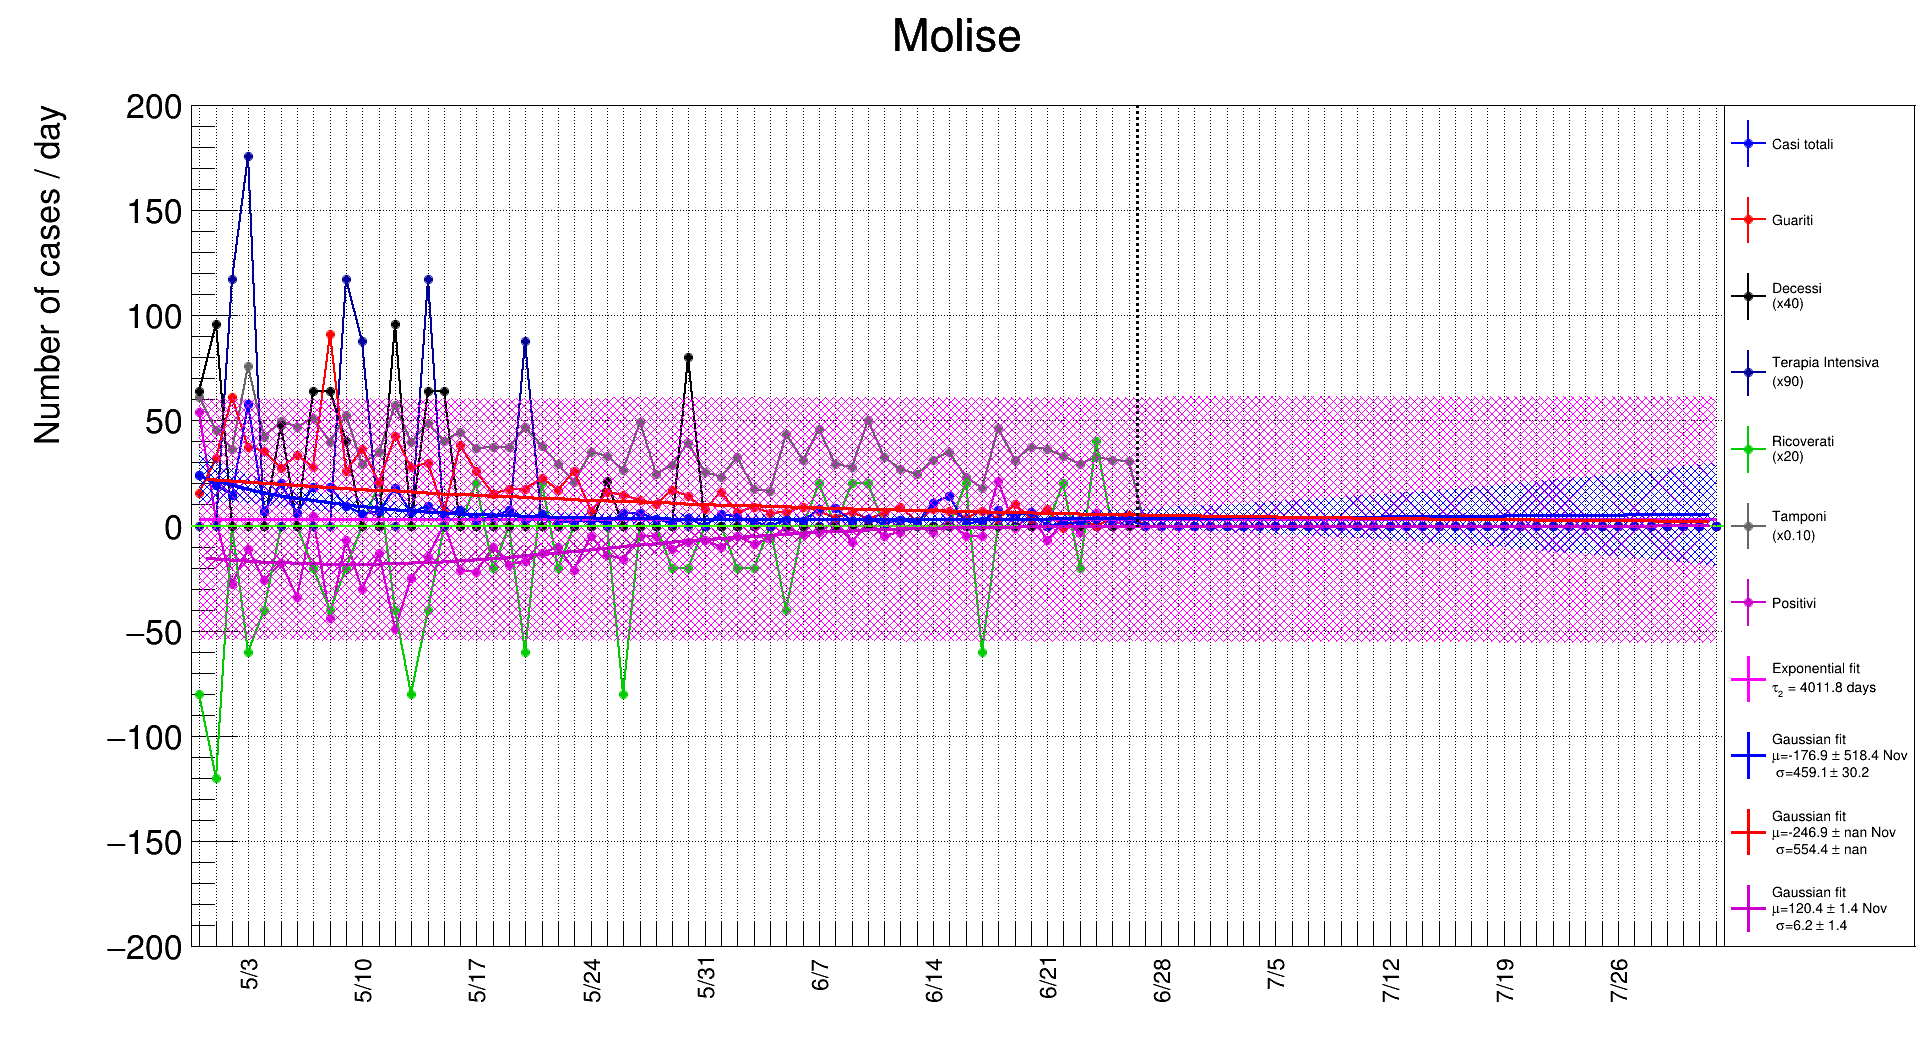 Molise
Number of cases / day
200
150
100
50
0
−50
−100
−150
−200
5/3
5/10
5/17
5/24
5/31
6/7
6/14
6/21
6/28
7/5
7/12
7/19
7/26
Casi totali
Guariti
Decessi
(x40)
Terapia Intensiva
(x90)
Ricoverati
(x20)
Tamponi
(x0.10)
Positivi
Exponential fit
τ2 = 4011.8 days
Gaussian fit
μ=-176.9 ± 518.4 Nov
σ=459.1 ± 30.2
Gaussian fit
μ=-246.9 ± nan Nov
σ=554.4 ± nan
Gaussian fit
μ=120.4 ± 1.4 Nov
σ=6.2 ± 1.4